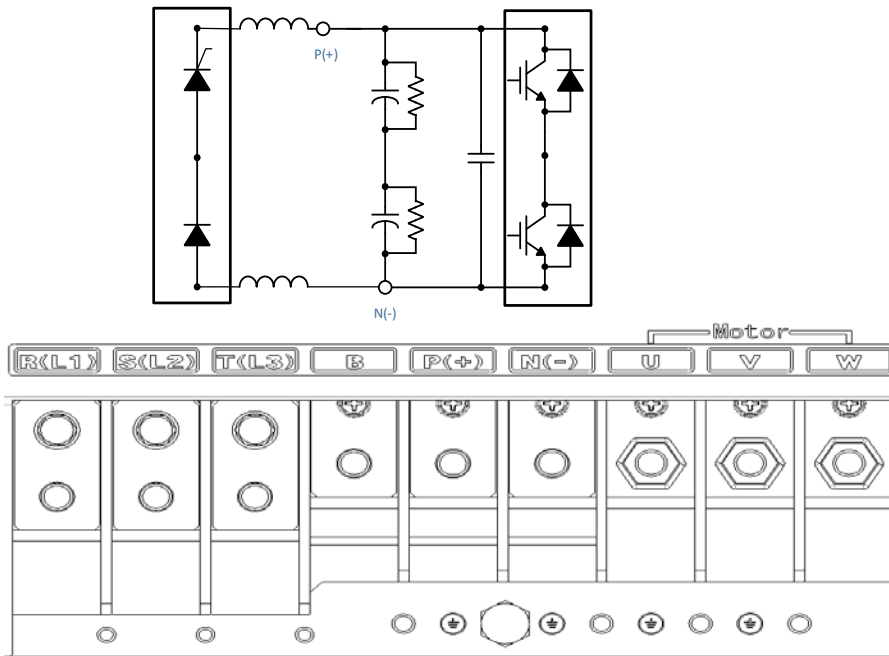 P(+)
N(-)
Motor
R(L1) S(L2) T(L3) B P(+) N(-) U V W